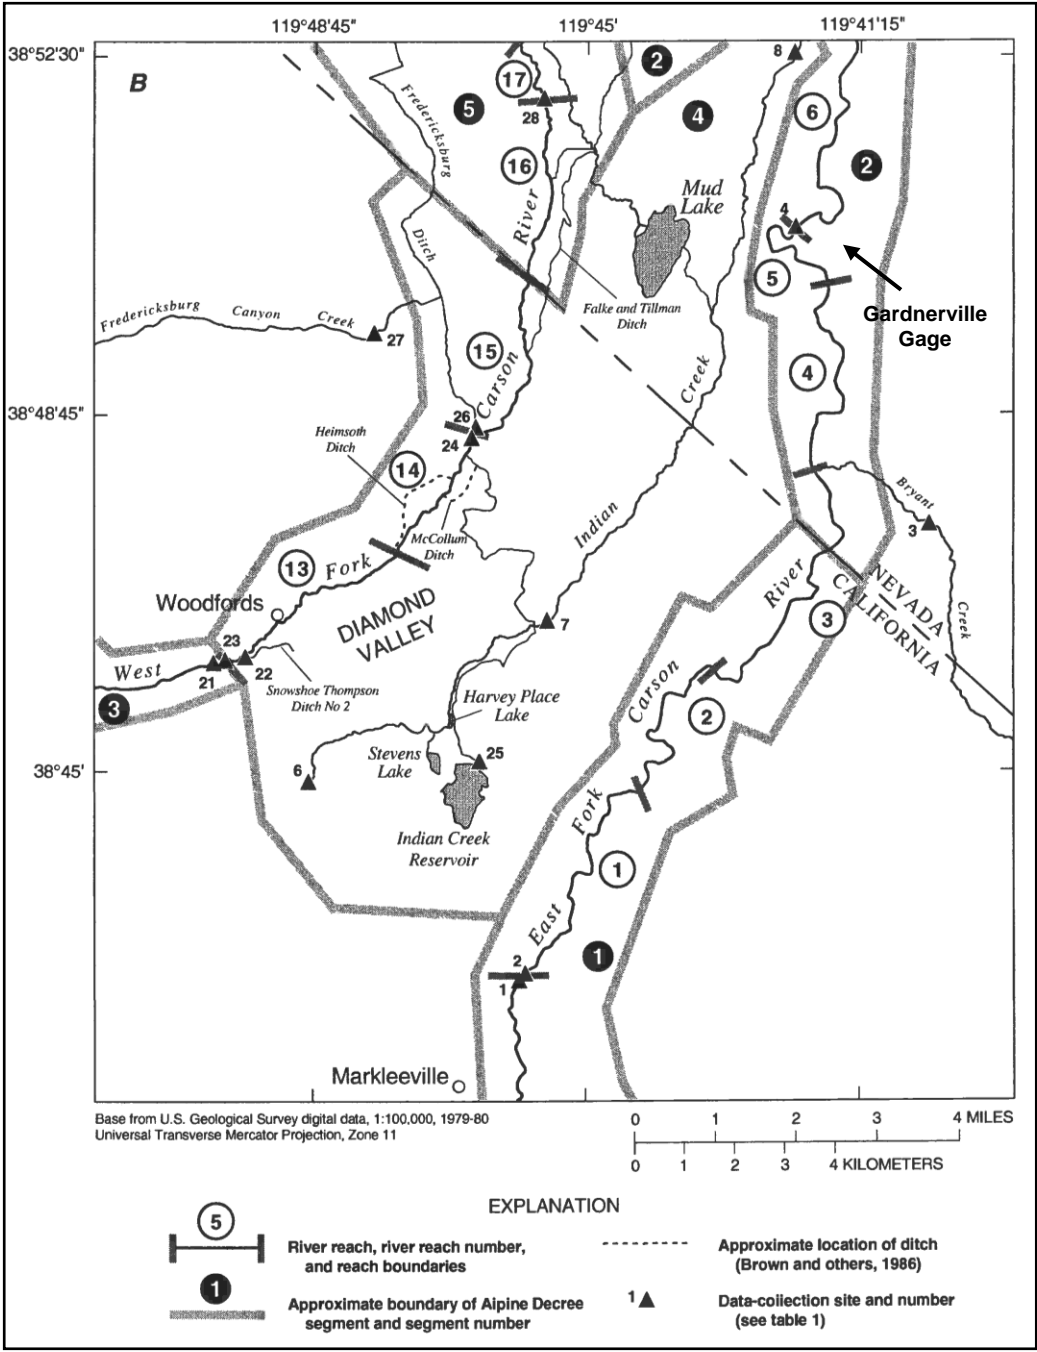 119°48'45"
119°45'
119°41'15"
38°52'30"
B
8
2
17
5
28
4
6
Fredericksburg
16
2
Mud
Lake
4
River
Ditch
5
Gardnerville
Gage
Falke and Tillman
Ditch
Fredericksburg Canyon Creek
27
15
4
Carson
Creek
38°48'45"
26
24
Heimsoth
Ditch
14
Bryant
3
Indian
McCollum
Ditch
13
Fork
River
NEVADA
CALIFORNIA
Woodfords
DIAMOND
VALLEY
3
Creek
7
23
West
21
22
Snowshoe Thompson
Ditch No 2
Carson
3
Harvey Place
Lake
2
Stevens
Lake
25
38°45'
6
Fork
Indian Creek
Reservoir
1
East
1
2
1
Markleeville
Base from U.S. Geological Survey digital data, 1:100,000, 1979-80
Universal Transverse Mercator Projection, Zone 11
0 1 2 3 4 MILES
0 1 2 3 4 KILOMETERS
EXPLANATION
5
River reach, river reach number,
and reach boundaries
1
Approximate boundary of Alpine Decree
segment and segment number
Approximate location of ditch
(Brown and others, 1986)
1
Data-collection site and number
(see table 1)